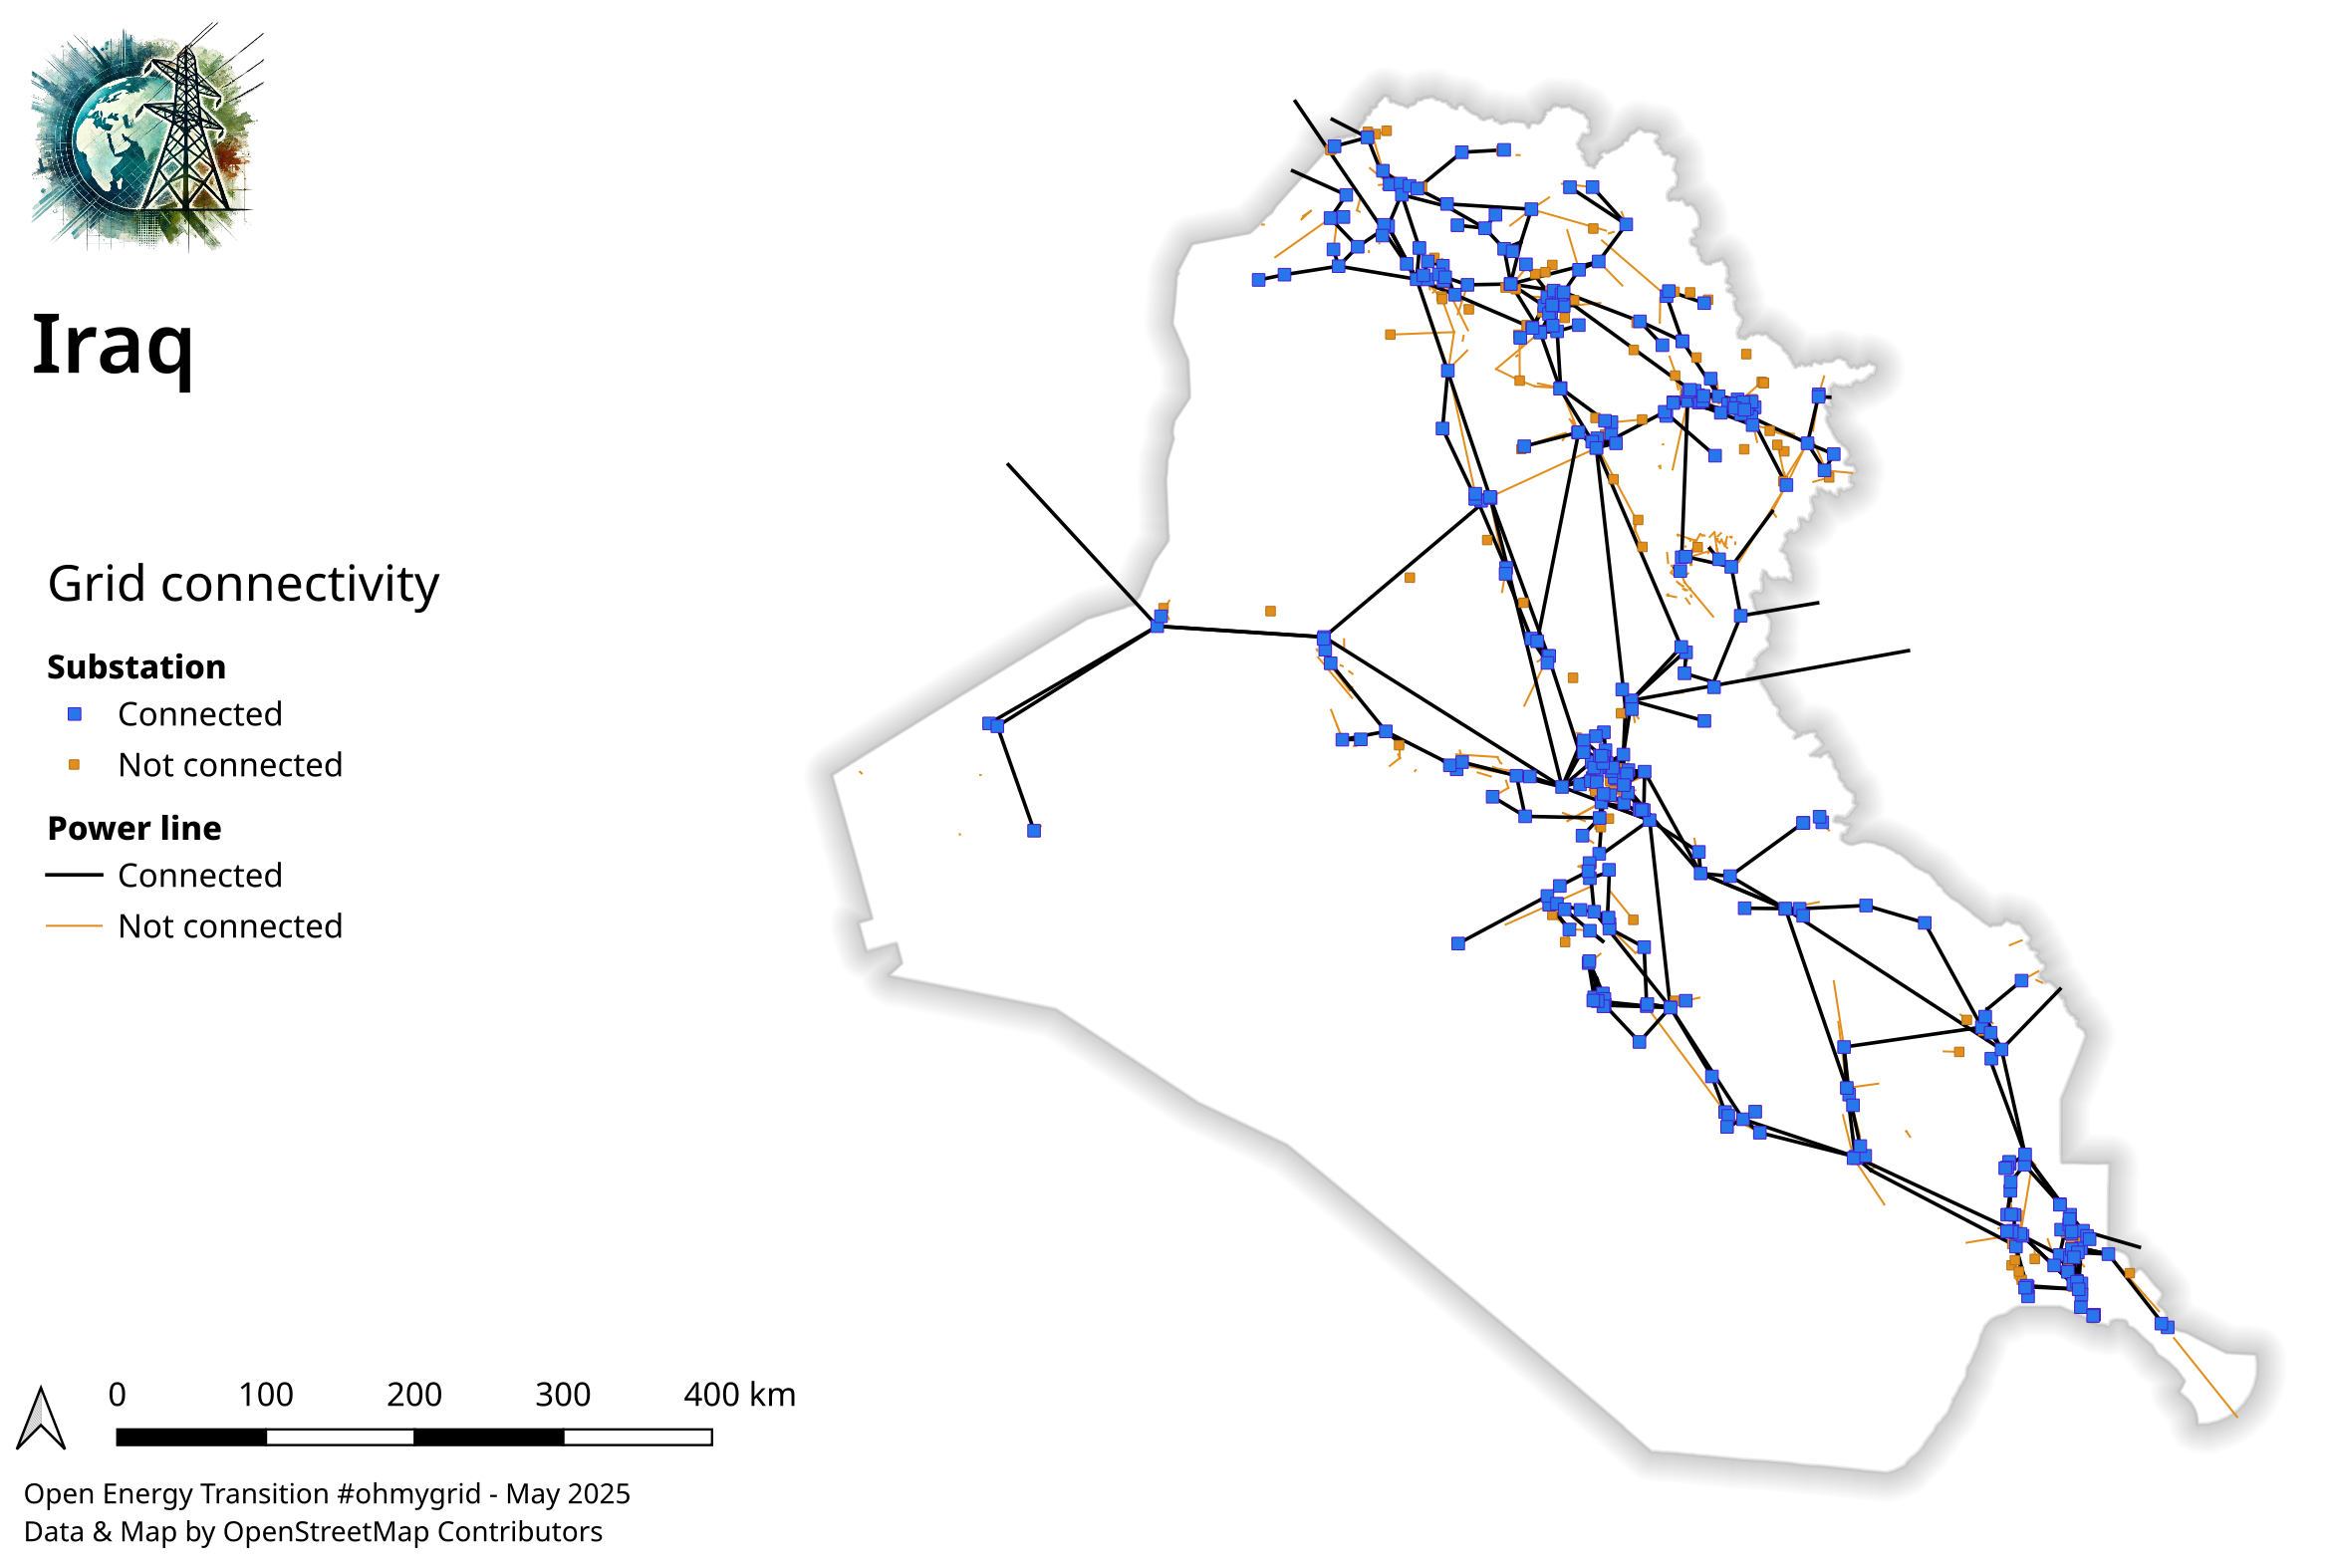 Iraq
Grid connectivity
Substation
Connected
Not connected
Power line
Connected
Not connected
0 100 200 300 400 km
Open Energy Transition #ohmygrid - May 2025
Data & Map by OpenStreetMap Contributors